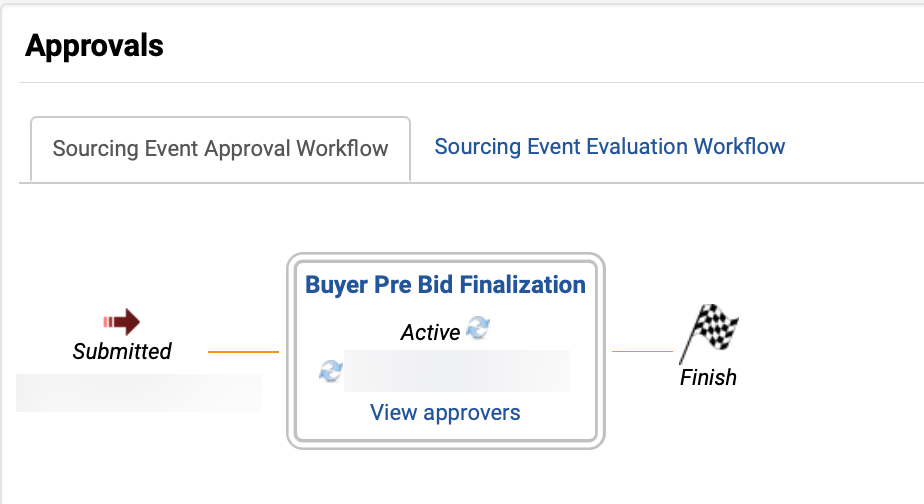 Approvals
Sourcing Event Approval Workflow
Sourcing Event Evaluation Workflow
Buyer Pre Bid Finalization
Active
Submitted
View approvers
Finish